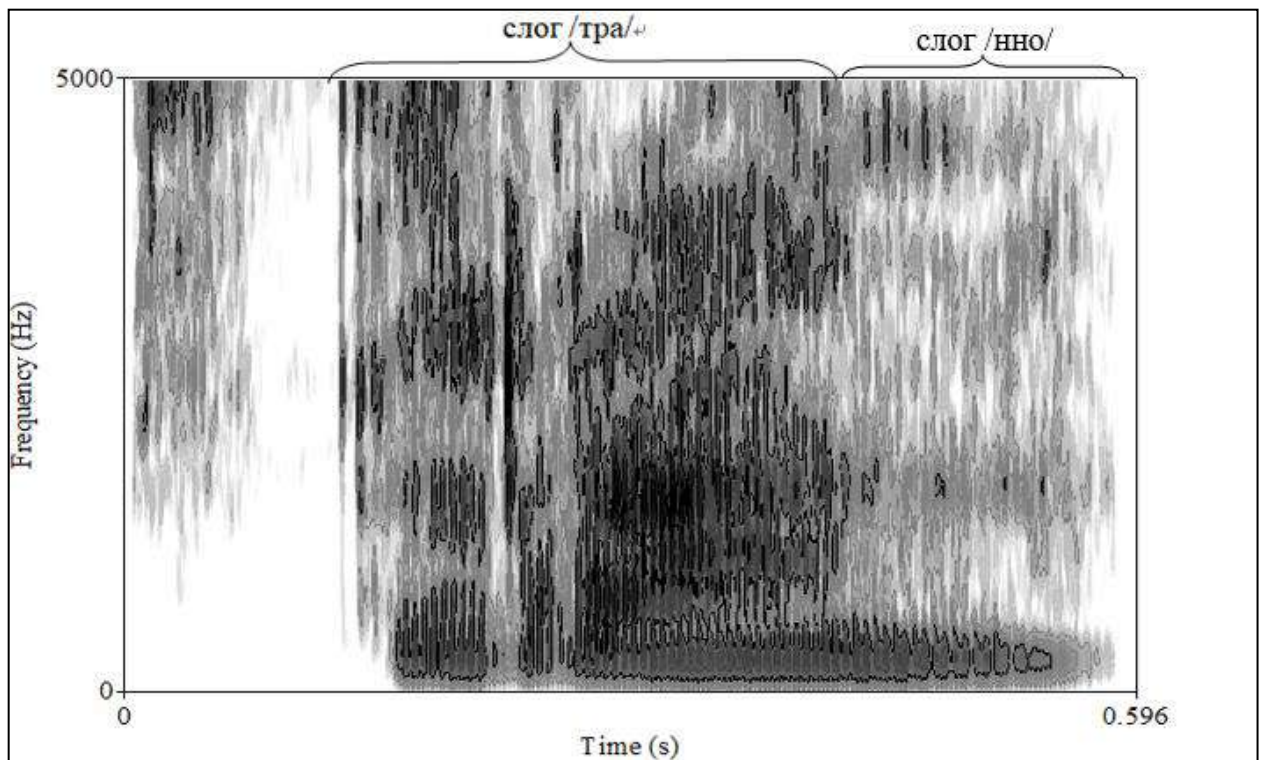 слог /тра/↵
слог /нно/
5000
Frequency (Hz)
0
0
0.596
Time (s)